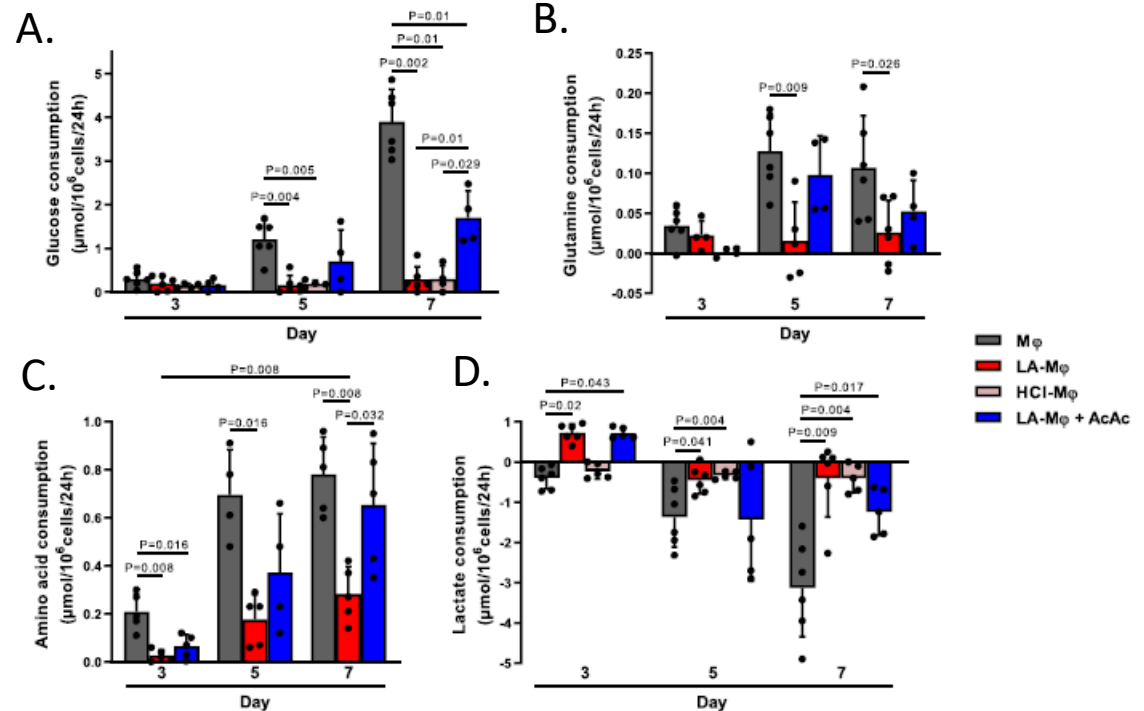 A.
Glucose consumption
(µmol/10⁶cells/24h)
5
4
3
2
1
0
P=0.01
P=0.01
P=0.002
P=0.01
P=0.029
P=0.005
P=0.004
3 5 7
Day
B.
Glutamine consumption
(µmol/10⁶cells/24h)
0.25
0.20
0.15
0.10
0.05
0.00
-0.05
P=0.009
P=0.026
3 5 7
Day
Mφ
LA-Mφ
HCl-Mφ
LA-Mφ + AcAc
C.
Amino acid consumption
(µmol/10⁶cells/24h)
1.0
0.8
0.6
0.4
0.2
0.0
P=0.008
P=0.008
P=0.032
P=0.016
P=0.016
P=0.008
3 5 7
Day
D.
Lactate consumption
(µmol/10⁶cells/24h)
1
0
-1
-2
-3
-4
-5
P=0.043
P=0.02
P=0.004
P=0.041
P=0.017
P=0.004
P=0.009
3 5 7
Day